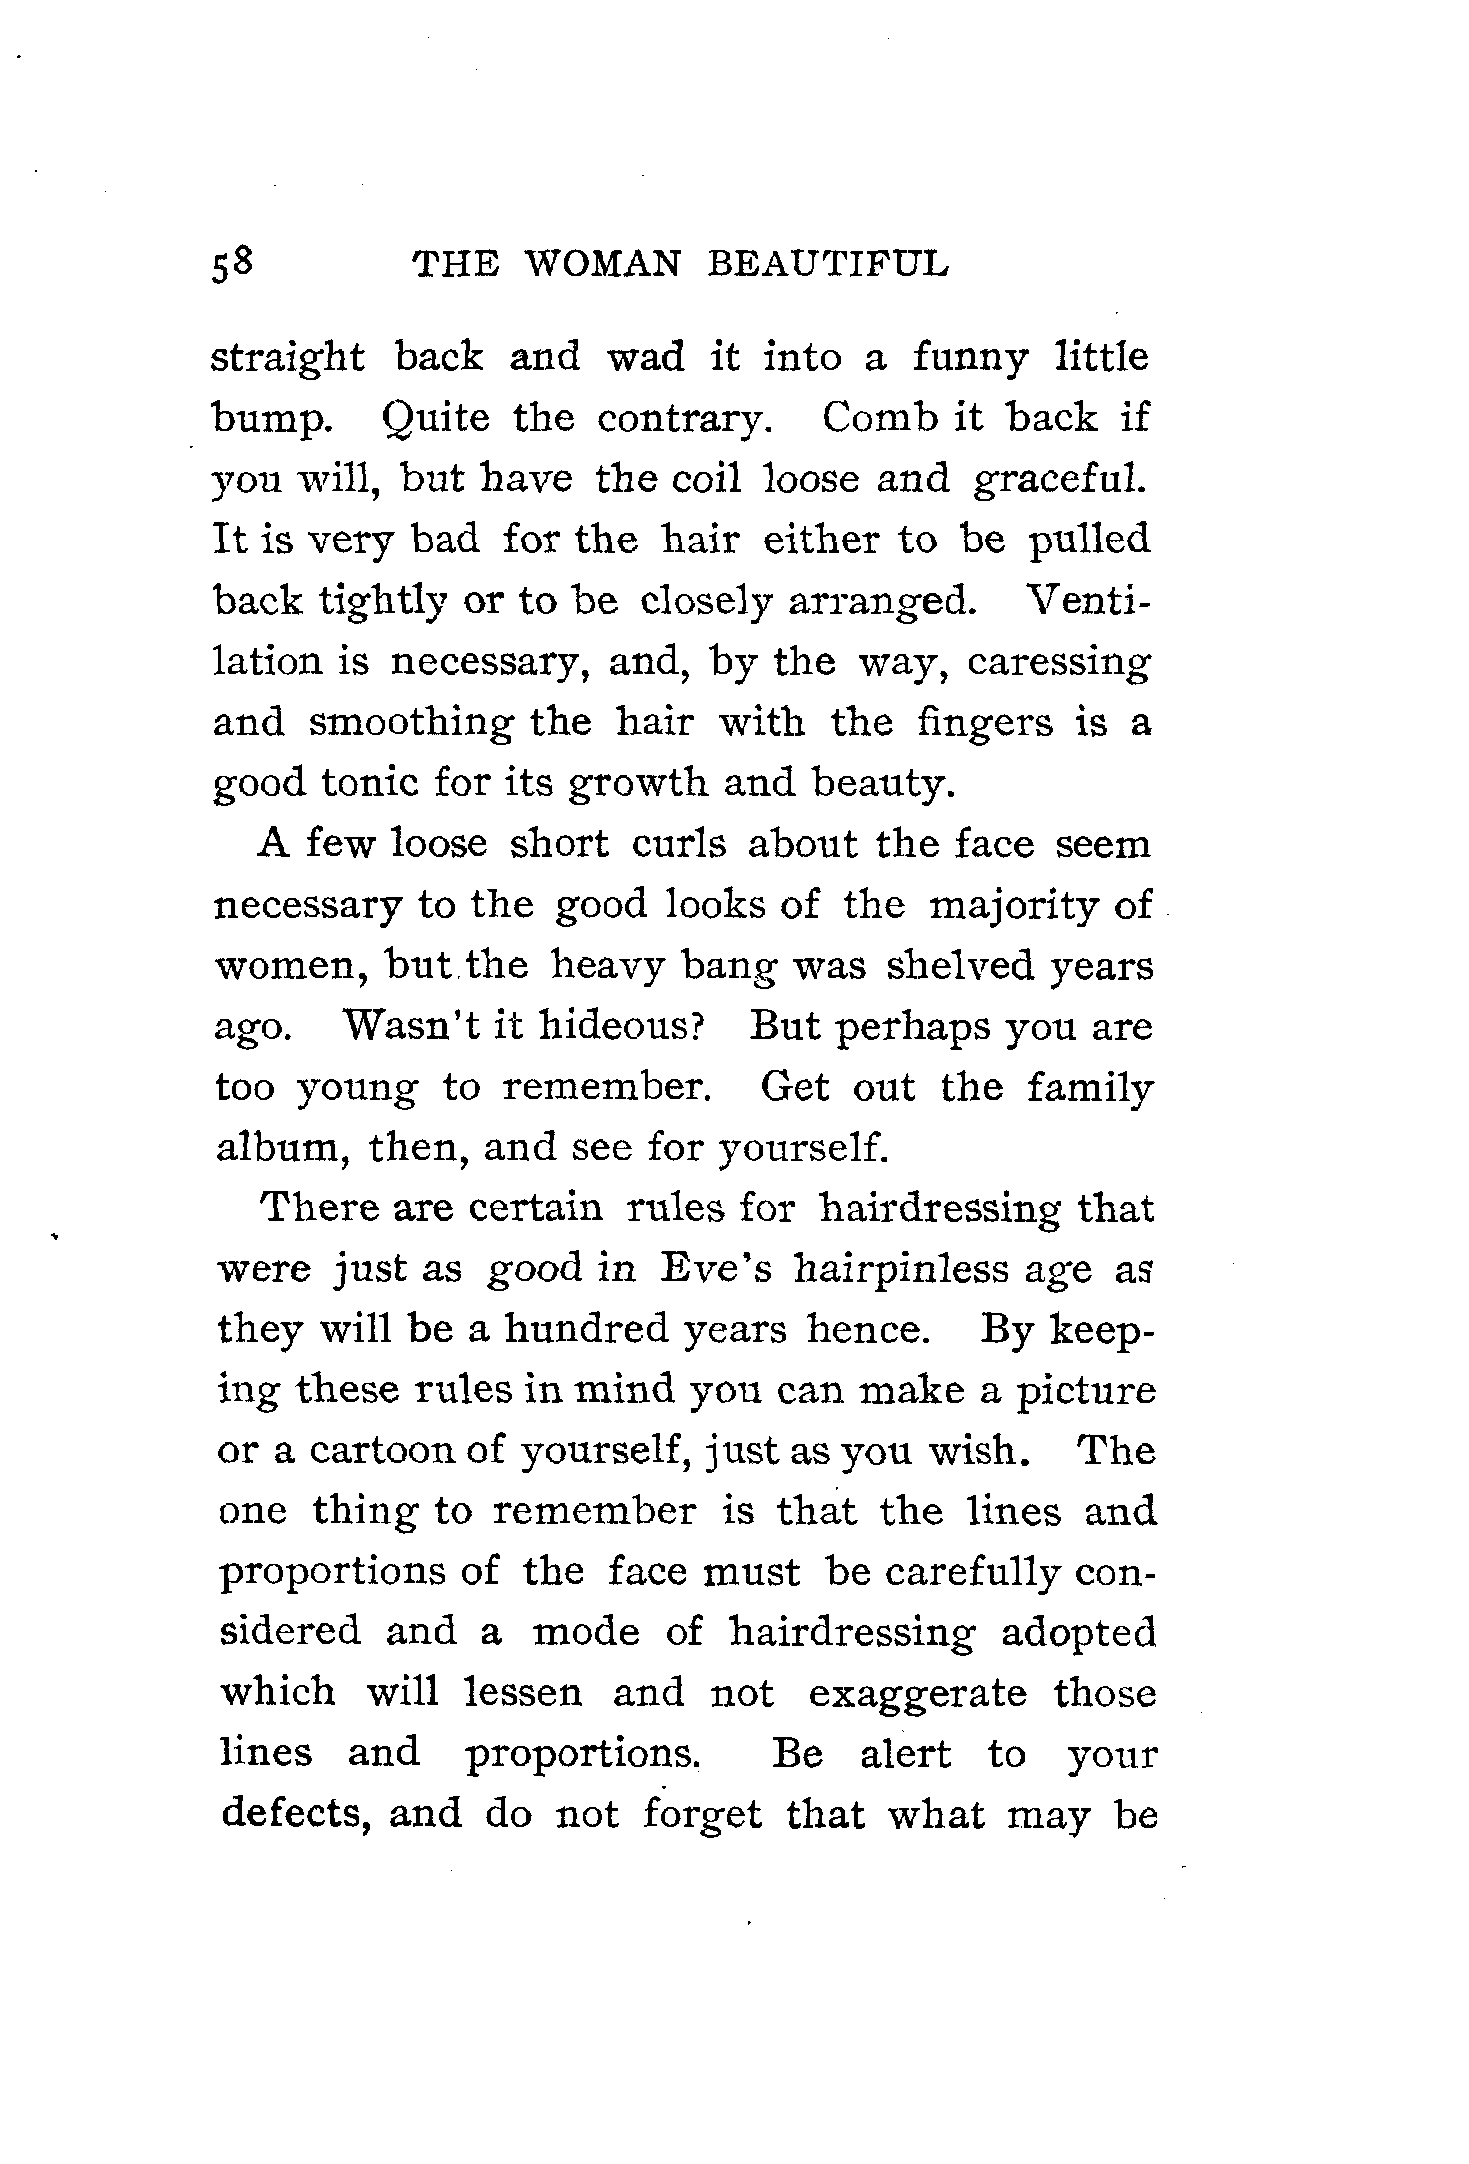 58 THE WOMAN BEAUTIFUL
straight back and wad it into a funny little
bump. Quite the contrary. Comb it back if
you will, but have the coil loose and graceful.
It is very bad for the hair either to be pulled
back tightly or to be closely arranged. Venti-
lation is necessary, and, by the way, caressing
and smoothing the hair with the fingers is a
good tonic for its growth and beauty.
A few loose short curls about the face seem
necessary to the good looks of the majority of
women, but the heavy bang was shelved years
ago. Wasn't it hideous? But perhaps you are
too young to remember. Get out the family
album, then, and see for yourself.
There are certain rules for hairdressing that
were just as good in Eve's hairpinless age as
they will be a hundred years hence. By keep-
ing these rules in mind you can make a picture
or a cartoon of yourself, just as you wish. The
one thing to remember is that the lines and
proportions of the face must be carefully con-
sidered and a mode of hairdressing adopted
which will lessen and not exaggerate those
lines and proportions. Be alert to your
defects, and do not forget that what may be